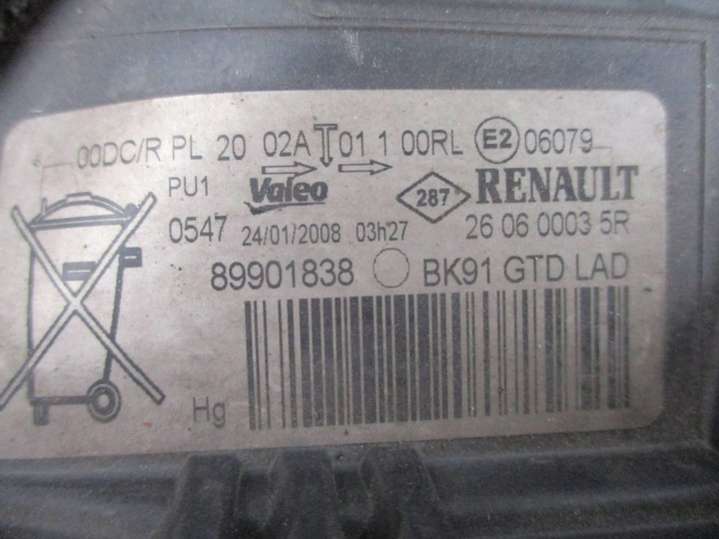 00DC/R PL 20 02A 01 1 00RL E2 06079
PU1 Valeo 287 RENAULT
0547 24/01/2008 03h27 26 06 0003 5R
89901838 BK91 GTD LAD
Hg